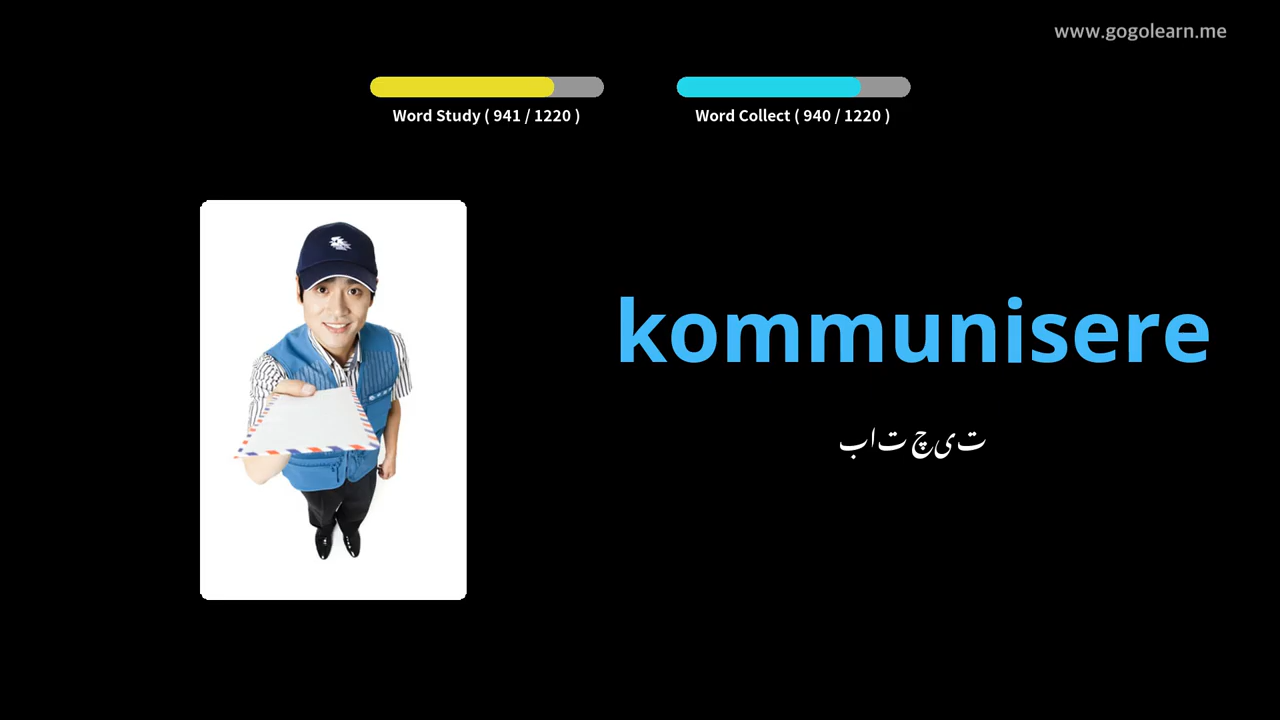 www.gogolearn.me
Word Study ( 941 / 1220 )
Word Collect ( 940 / 1220 )
kommunisere
بات چیت